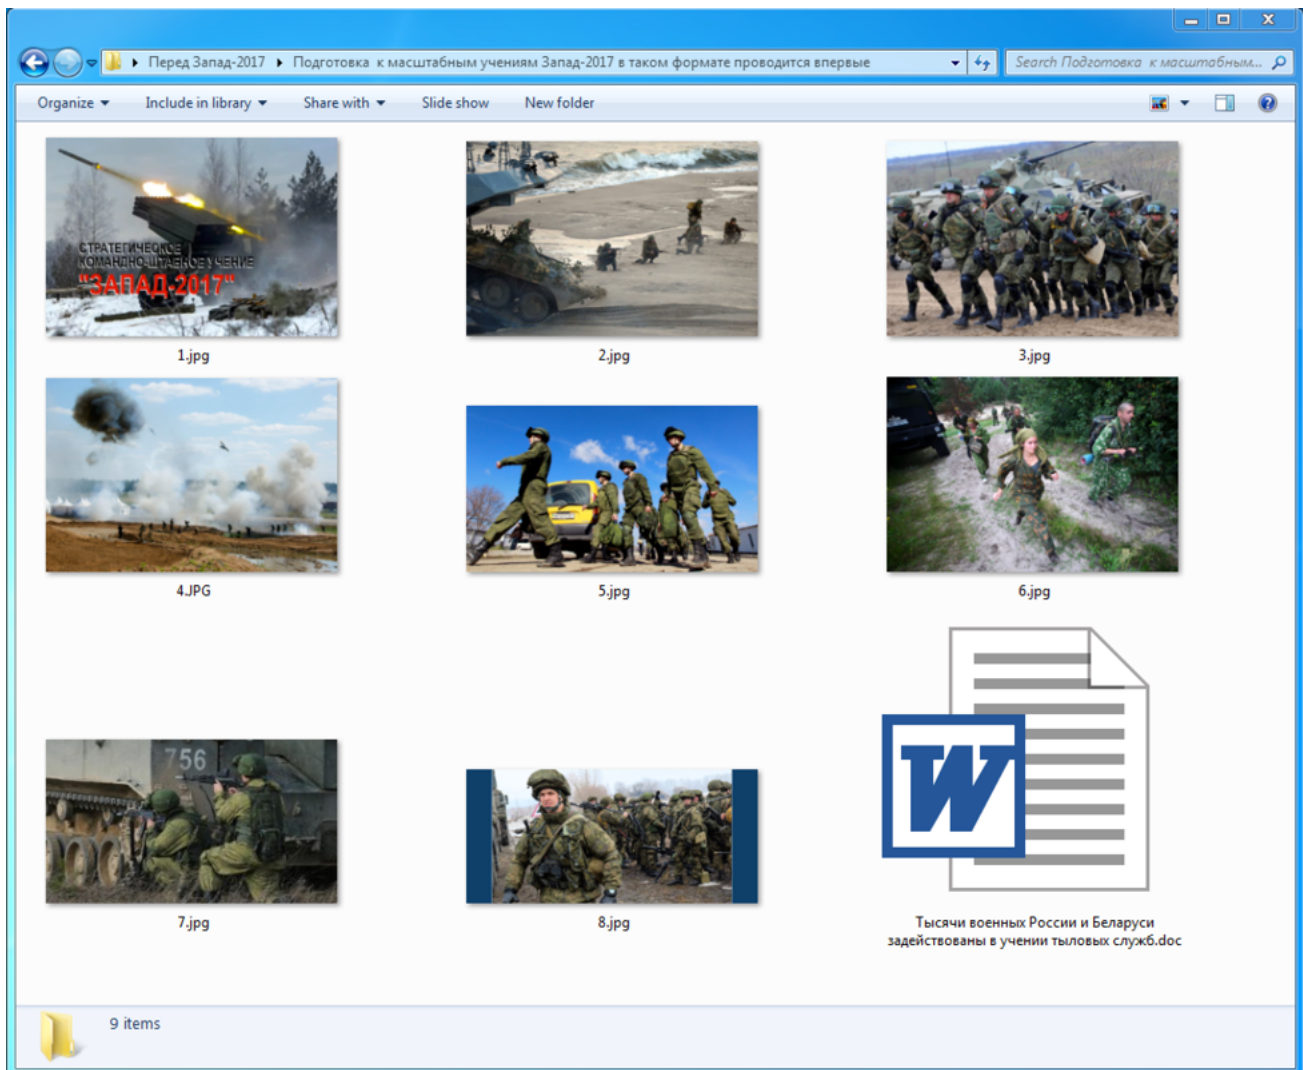 Перед Запад-2017 Подготовка к масштабным учениям Запад-2017 в таком формате проводится впервые
Search Подготовка к масштабным...
Organize Include in library Share with Slide show New folder
СТРАТЕГИЧЕСКОЕ
КОМАНДНО-ШТАБНОЕ УЧЕНИЕ
"ЗАПАД-2017"
1.jpg
2.jpg
3.jpg
4.JPG
5.jpg
6.jpg
756
W
7.jpg
8.jpg
Тысячи военных России и Беларуси
задействованы в учении тыловых служб.doc
9 items